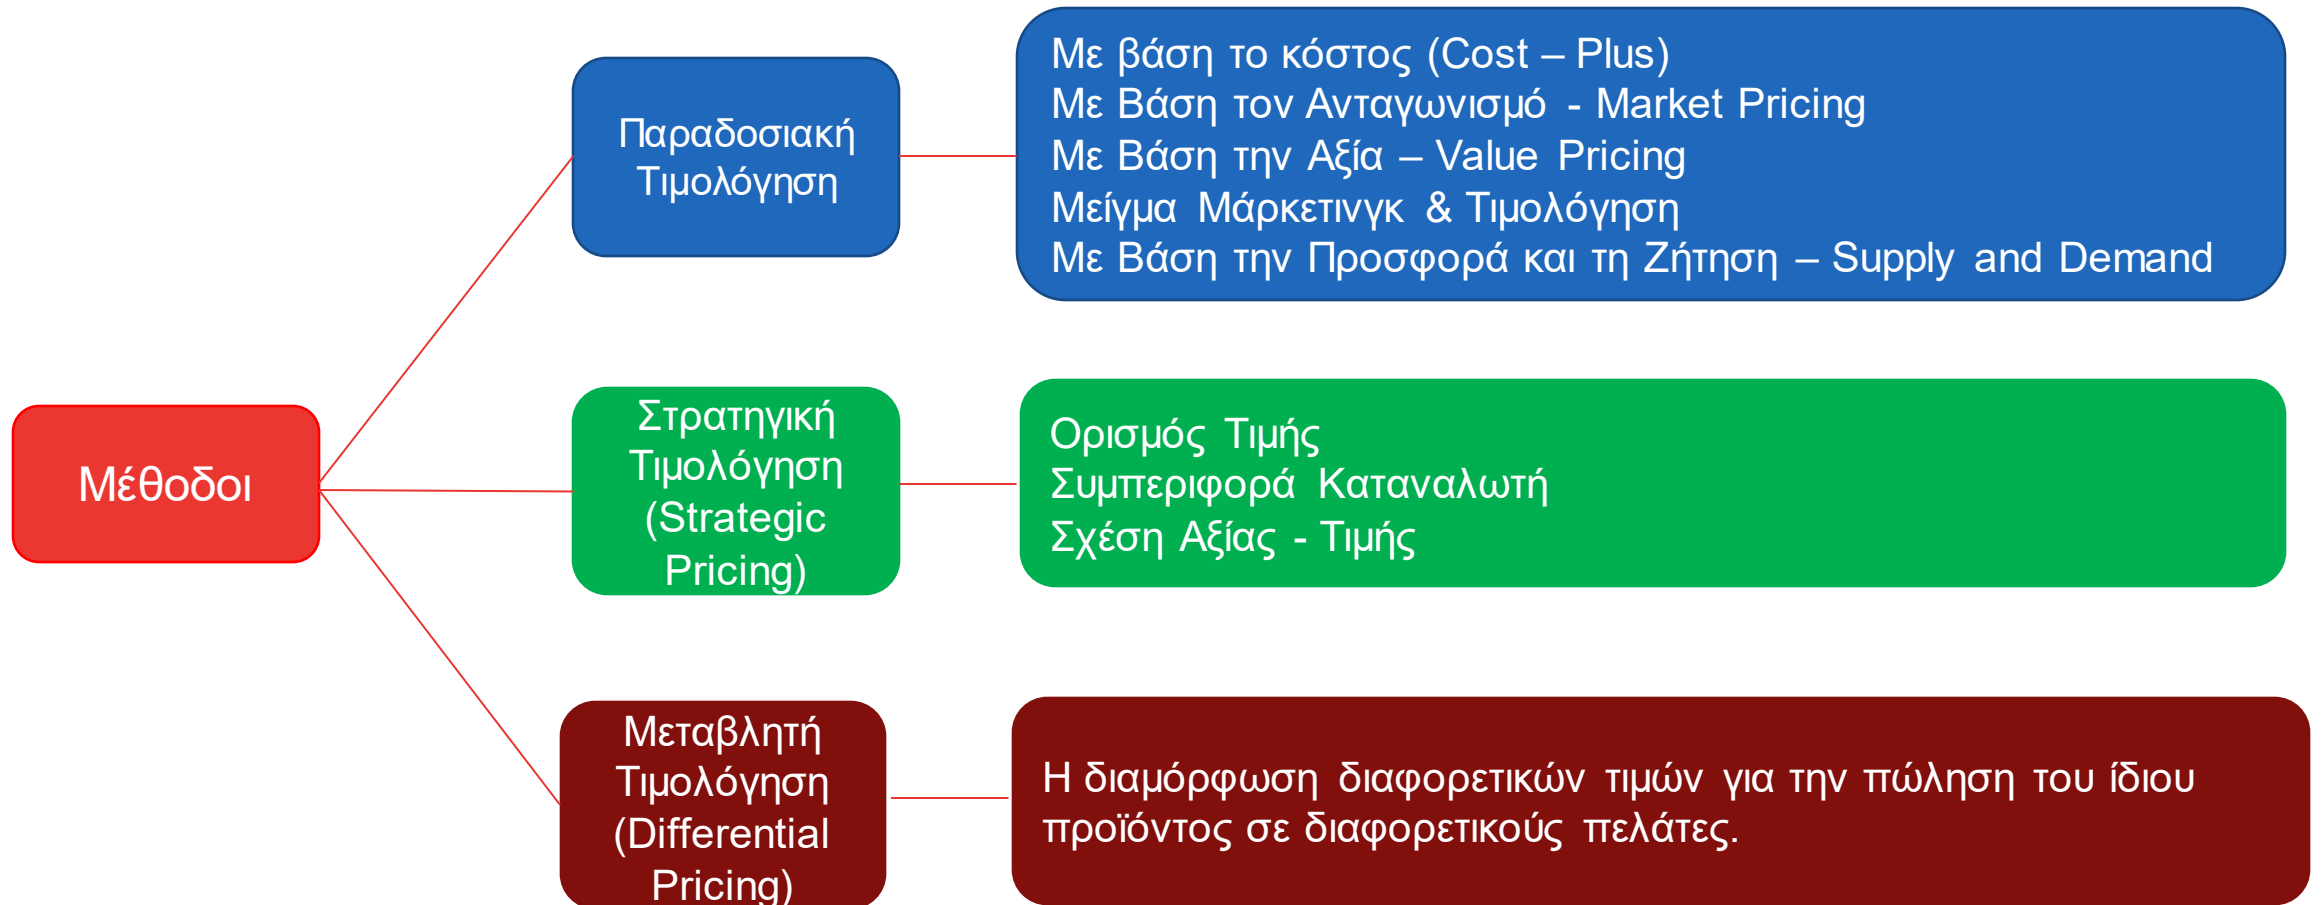 Μέθοδοι
Παραδοσιακή
Τιμολόγηση
Με βάση το κόστος (Cost – Plus)
Με Βάση τον Ανταγωνισμό - Market Pricing
Με Βάση την Αξία – Value Pricing
Μείγμα Μάρκετινγκ & Τιμολόγηση
Με Βάση την Προσφορά και τη Ζήτηση – Supply and Demand
Στρατηγική
Τιμολόγηση
(Strategic
Pricing)
Ορισμός Τιμής
Συμπεριφορά Καταναλωτή
Σχέση Αξίας - Τιμής
Μεταβλητή
Τιμολόγηση
(Differential
Pricing)
Η διαμόρφωση διαφορετικών τιμών για την πώληση του ίδιου
προϊόντος σε διαφορετικούς πελάτες.